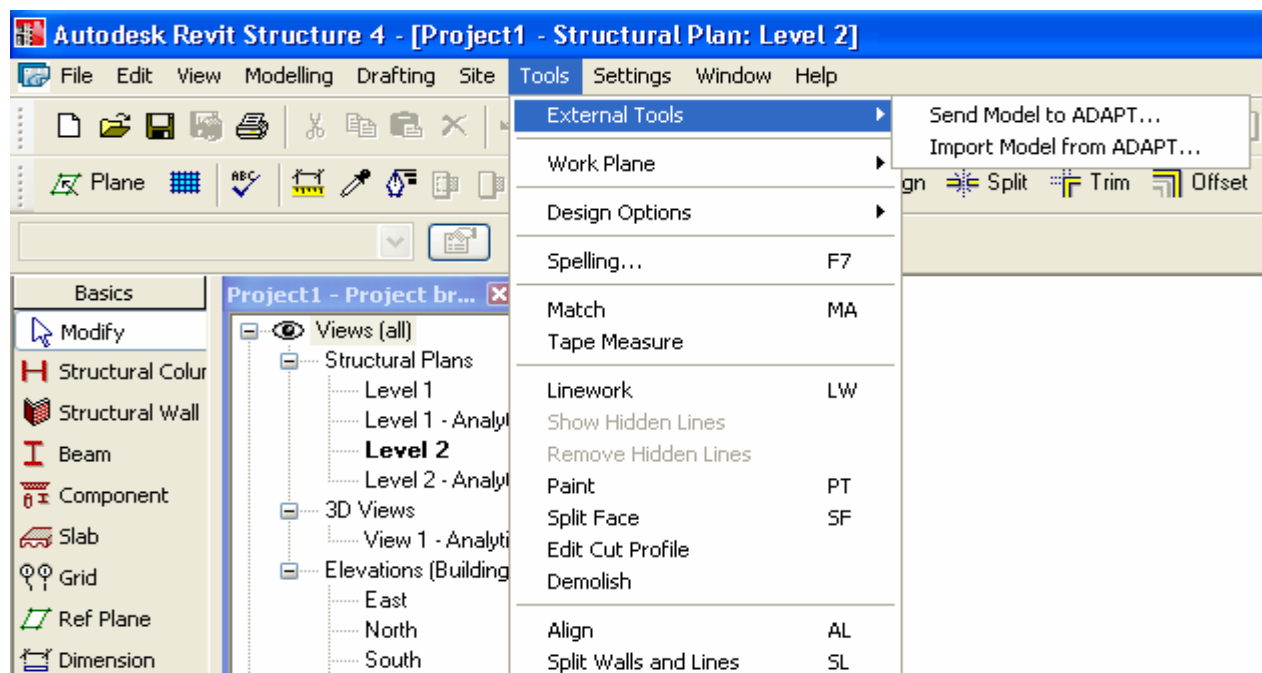 Autodesk Revit Structure 4 - [Project1 - Structural Plan: Level 2]
File Edit View Modelling Drafting Site Tools Settings Window Help
External Tools
Send Model to ADAPT...
Import Model from ADAPT...
Work Plane
Design Options
Spelling... F7
Match MA
Tape Measure
Linework LW
Show Hidden Lines
Remove Hidden Lines
Paint PT
Split Face SF
Edit Cut Profile
Demolish
Align AL
Split Walls and Lines SL
Plane ABC gn Split Trim Offset
Basics
Modify
Structural Colur
Structural Wall
Beam
Component
Slab
Grid
Ref Plane
Dimension
Project1 - Project br...
Views (all)
Structural Plans
Level 1
Level 1 - Analyt
Level 2
Level 2 - Analyt
3D Views
View 1 - Analyti
Elevations (Building
East
North
South